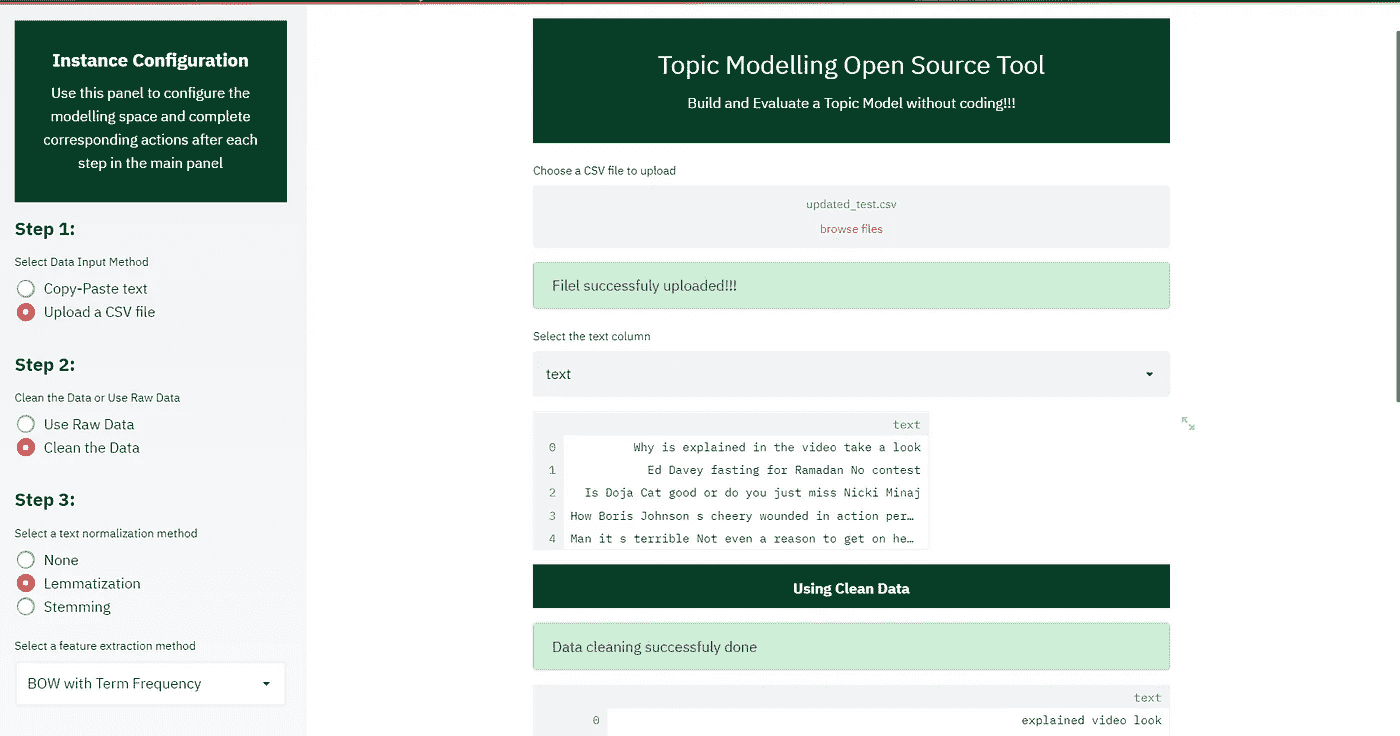 Instance Configuration
Use this panel to configure the
modelling space and complete
corresponding actions after each
step in the main panel
Step 1:
Select Data Input Method
Copy-Paste text
Upload a CSV file
Step 2:
Clean the Data or Use Raw Data
Use Raw Data
Clean the Data
Step 3:
Select a text normalization method
None
Lemmatization
Stemming
Select a feature extraction method
BOW with Term Frequency
Topic Modelling Open Source Tool
Build and Evaluate a Topic Model without coding!!!
Choose a CSV file to upload
updated_test.csv
browse files
Filel successfuly uploaded!!!
Select the text column
text
text
0 Why is explained in the video take a look
1 Ed Davey fasting for Ramadan No contest
2 Is Doja Cat good or do you just miss Nicki Minaj
3 How Boris Johnson s cheery wounded in action per…
4 Man it s terrible Not even a reason to get on he…
Using Clean Data
Data cleaning successfuly done
text
0 explained video look